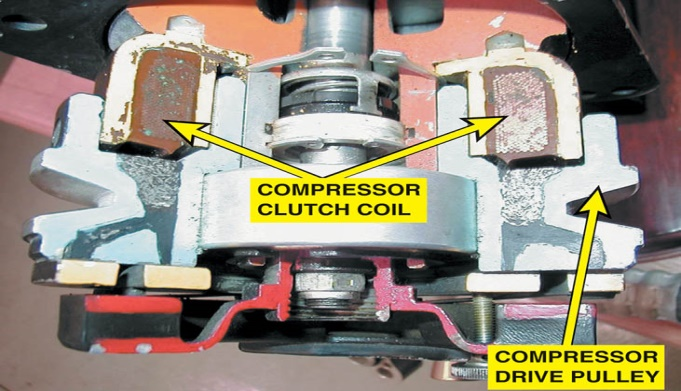 COMPRESSOR
CLUTCH COIL
COMPRESSOR
DRIVE PULLEY